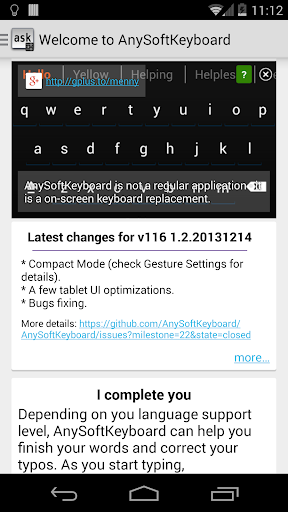 11:12
ask
Welcome to AnySoftKeyboard
Hello Yellow Helping Helples
?
http://gplus.to/menny
q w e r t y u i o p
a s d f g h j k l
z x c v b n m
AnySoftKeyboard is not a regular application, it
is a on-screen keyboard replacement.
Latest changes for v116 1.2.20131214
* Compact Mode (check Gesture Settings for
details).
* A few tablet UI optimizations.
* Bugs fixing.
More details: https://github.com/AnySoftKeyboard/
AnySoftKeyboard/issues?milestone=22&state=closed
more...
I complete you
Depending on you language support
level, AnySoftKeyboard can help you
finish your words and correct your
typos. As you start typing,